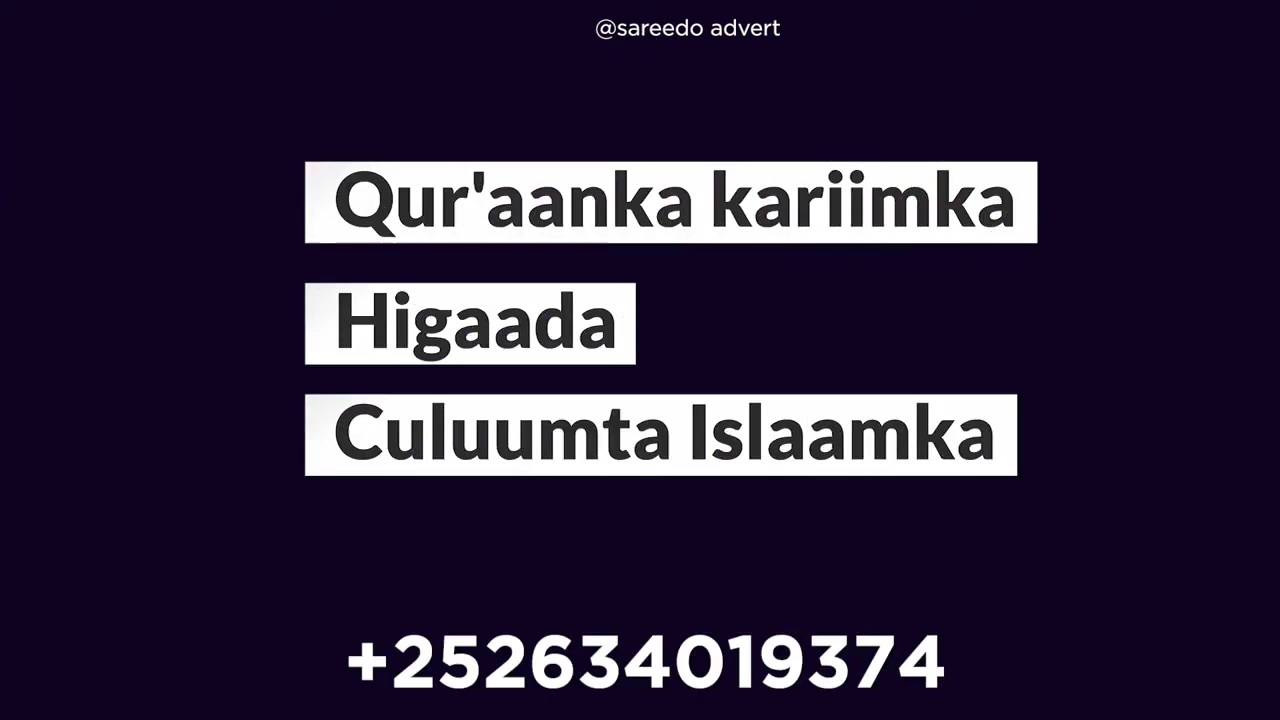 @sareedo advert
Qur'aanka kariimka
Higaada
Culuumta Islaamka
+252634019374